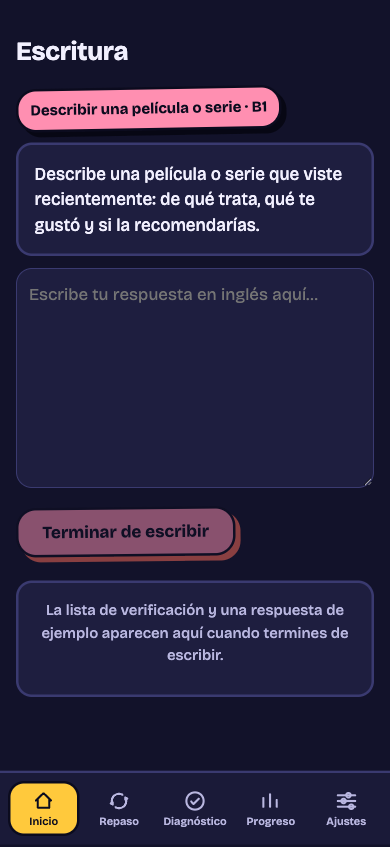 Escritura
Describir una película o serie · B1
Describe una película o serie que viste
recientemente: de qué trata, qué te
gustó y si la recomendarías.
Escribe tu respuesta en inglés aquí...
Terminar de escribir
La lista de verificación y una respuesta de
ejemplo aparecen aquí cuando termines de
escribir.
Inicio
Repaso
Diagnóstico
Progreso
Ajustes